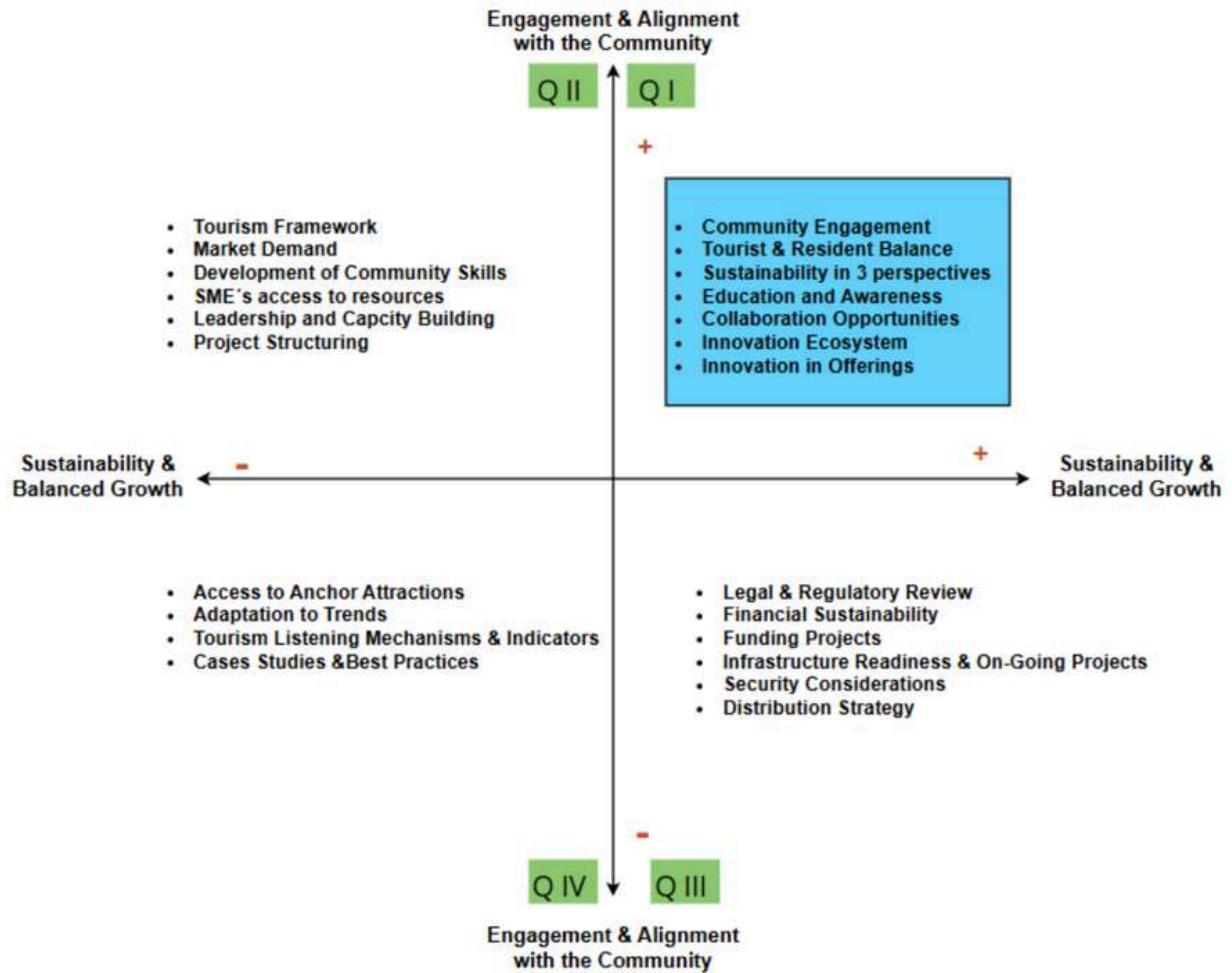 Engagement & Alignment
with the Community
Q II
Q I
+
• Tourism Framework
• Market Demand
• Development of Community Skills
• SME´s access to resources
• Leadership and Capcity Building
• Project Structuring
• Community Engagement
• Tourist & Resident Balance
• Sustainability in 3 perspectives
• Education and Awareness
• Collaboration Opportunities
• Innovation Ecosystem
• Innovation in Offerings
Sustainability &
Balanced Growth
-
+
Sustainability &
Balanced Growth
• Access to Anchor Attractions
• Adaptation to Trends
• Tourism Listening Mechanisms & Indicators
• Cases Studies &Best Practices
• Legal & Regulatory Review
• Financial Sustainability
• Funding Projects
• Infrastructure Readiness & On-Going Projects
• Security Considerations
• Distribution Strategy
-
Q IV
Q III
Engagement & Alignment
with the Community